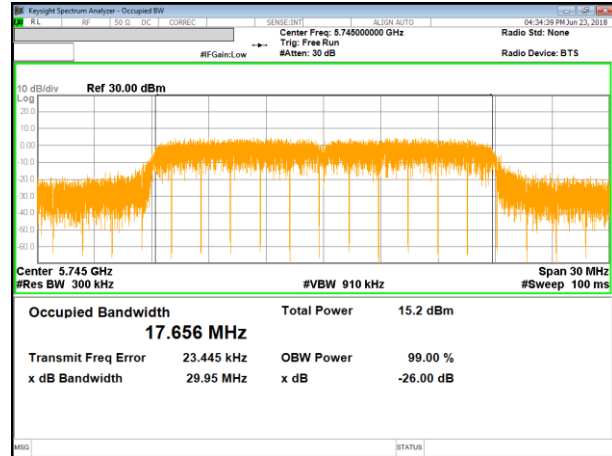 Keysight Spectrum Analyzer - Occupied BW
RL RF 50 Ω DC CORREC SENSE:INT ALIGN AUTO 04:34:39 PM Jun 23, 2018
Center Freq: 5.745000000 GHz Radio Std: None
Trig: Free Run
#IFGain:Low #Atten: 30 dB Radio Device: BTS
10 dB/div Ref 30.00 dBm
Log
20.0
10.0
0.00
-10.0
-20.0
-30.0
-40.0
-50.0
-60.0
Center 5.745 GHz Span 30 MHz
#Res BW 300 kHz #VBW 910 kHz #Sweep 100 ms
Occupied Bandwidth Total Power 15.2 dBm
17.656 MHz
Transmit Freq Error 23.445 kHz OBW Power 99.00 %
x dB Bandwidth 29.95 MHz x dB -26.00 dB
MSG STATUS